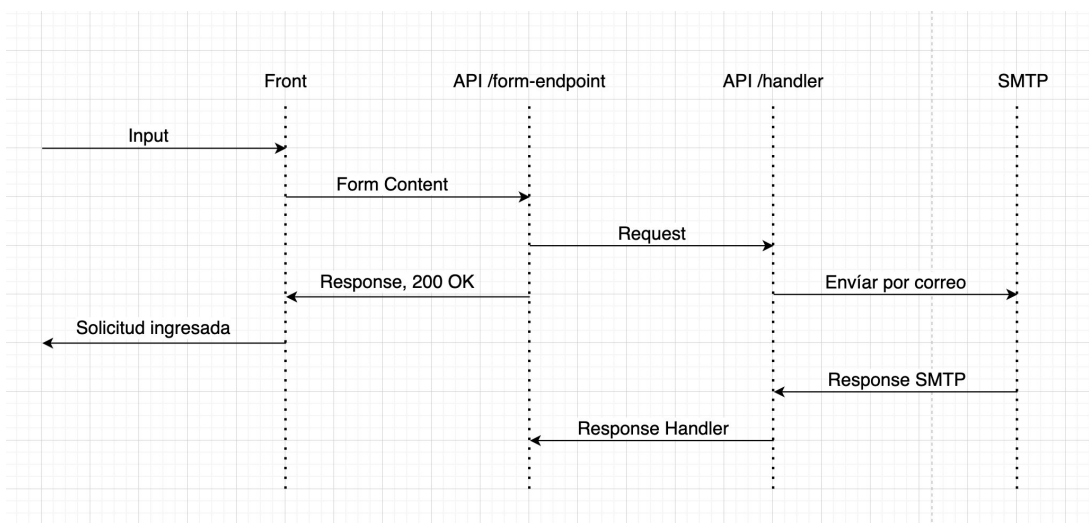 Front
API /form-endpoint
API /handler
SMTP
Input
Form Content
Request
Response, 200 OK
Envíar por correo
Solicitud ingresada
Response SMTP
Response Handler